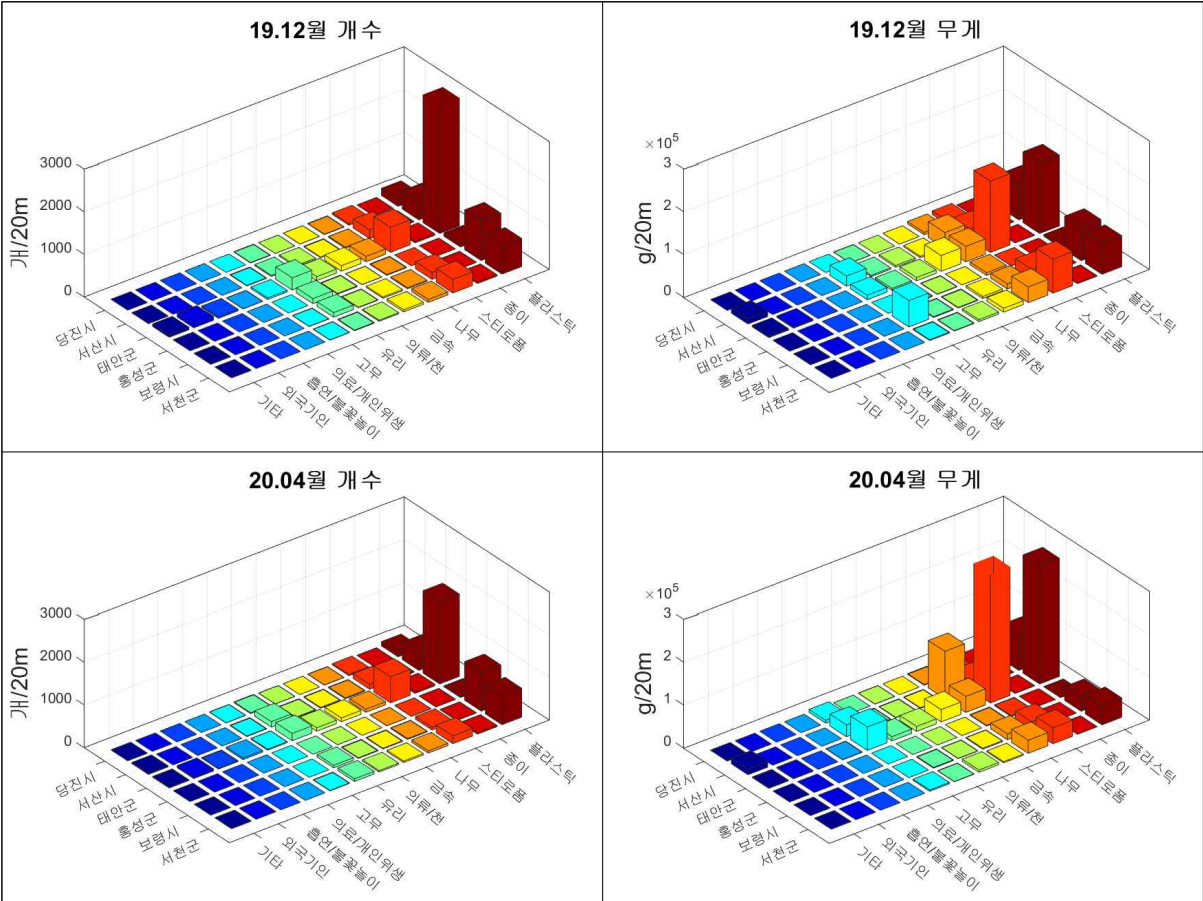 19.12월 개수
3000
2000
1000
0
개/20m
당진시
서산시
태안군
홍성군
보령시
서천군
기타
외국기인
흡연/불꽃놀이
의료/개인위생
고무
유리
의류/천
금속
나무
스티로폼
종이
플라스틱
19.12월 무게
×10^5
3
2
1
0
g/20m
당진시
서산시
태안군
홍성군
보령시
서천군
기타
외국기인
흡연/불꽃놀이
의료/개인위생
고무
유리
의류/천
금속
나무
스티로폼
종이
플라스틱
20.04월 개수
3000
2000
1000
0
개/20m
당진시
서산시
태안군
홍성군
보령시
서천군
기타
외국기인
흡연/불꽃놀이
의료/개인위생
고무
유리
의류/천
금속
나무
스티로폼
종이
플라스틱
20.04월 무게
×10^5
3
2
1
0
g/20m
당진시
서산시
태안군
홍성군
보령시
서천군
기타
외국기인
흡연/불꽃놀이
의료/개인위생
고무
유리
의류/천
금속
나무
스티로폼
종이
플라스틱